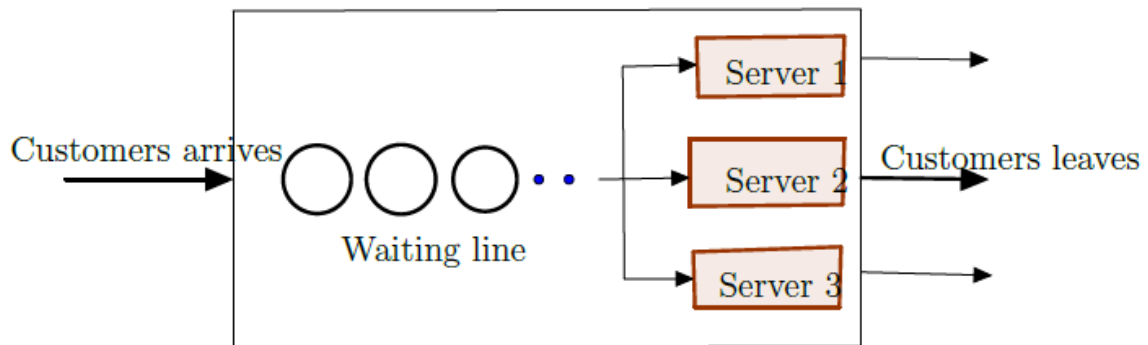 Server 1
Customers arrives
Customers leaves
Server 2
Waiting line
Server 3